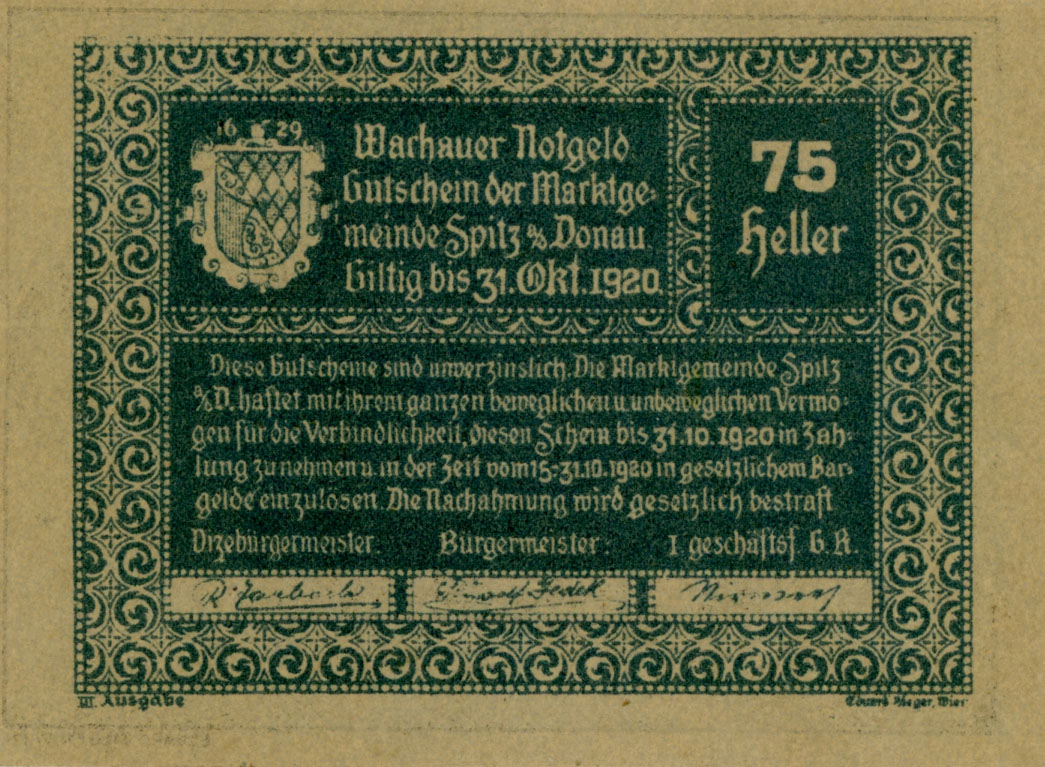 1629
Wachauer Notgeld
Gutschein der Marktge-
meinde Spitz a/Donau
Giltig bis 31. Okt. 1920.
75
Heller
Diese Gutscheine sind unverzinslich. Die Marktgemeinde Spitz
a/D. haftet mit ihrem ganzen beweglichen u. unbeweglichen Vermö-
gen für die Verbindlichkeit, diesen Schein bis 31.10.1920 in Zah-
lung zu nehmen u. in der Zeit vom 15-31.10.1920 in gesetzlichem Bar-
gelde einzulösen. Die Nachahmung wird gesetzlich bestraft
Vizebürgermeister: Bürgermeister: I geschäftsf. G. R.
III. Ausgabe
Wien